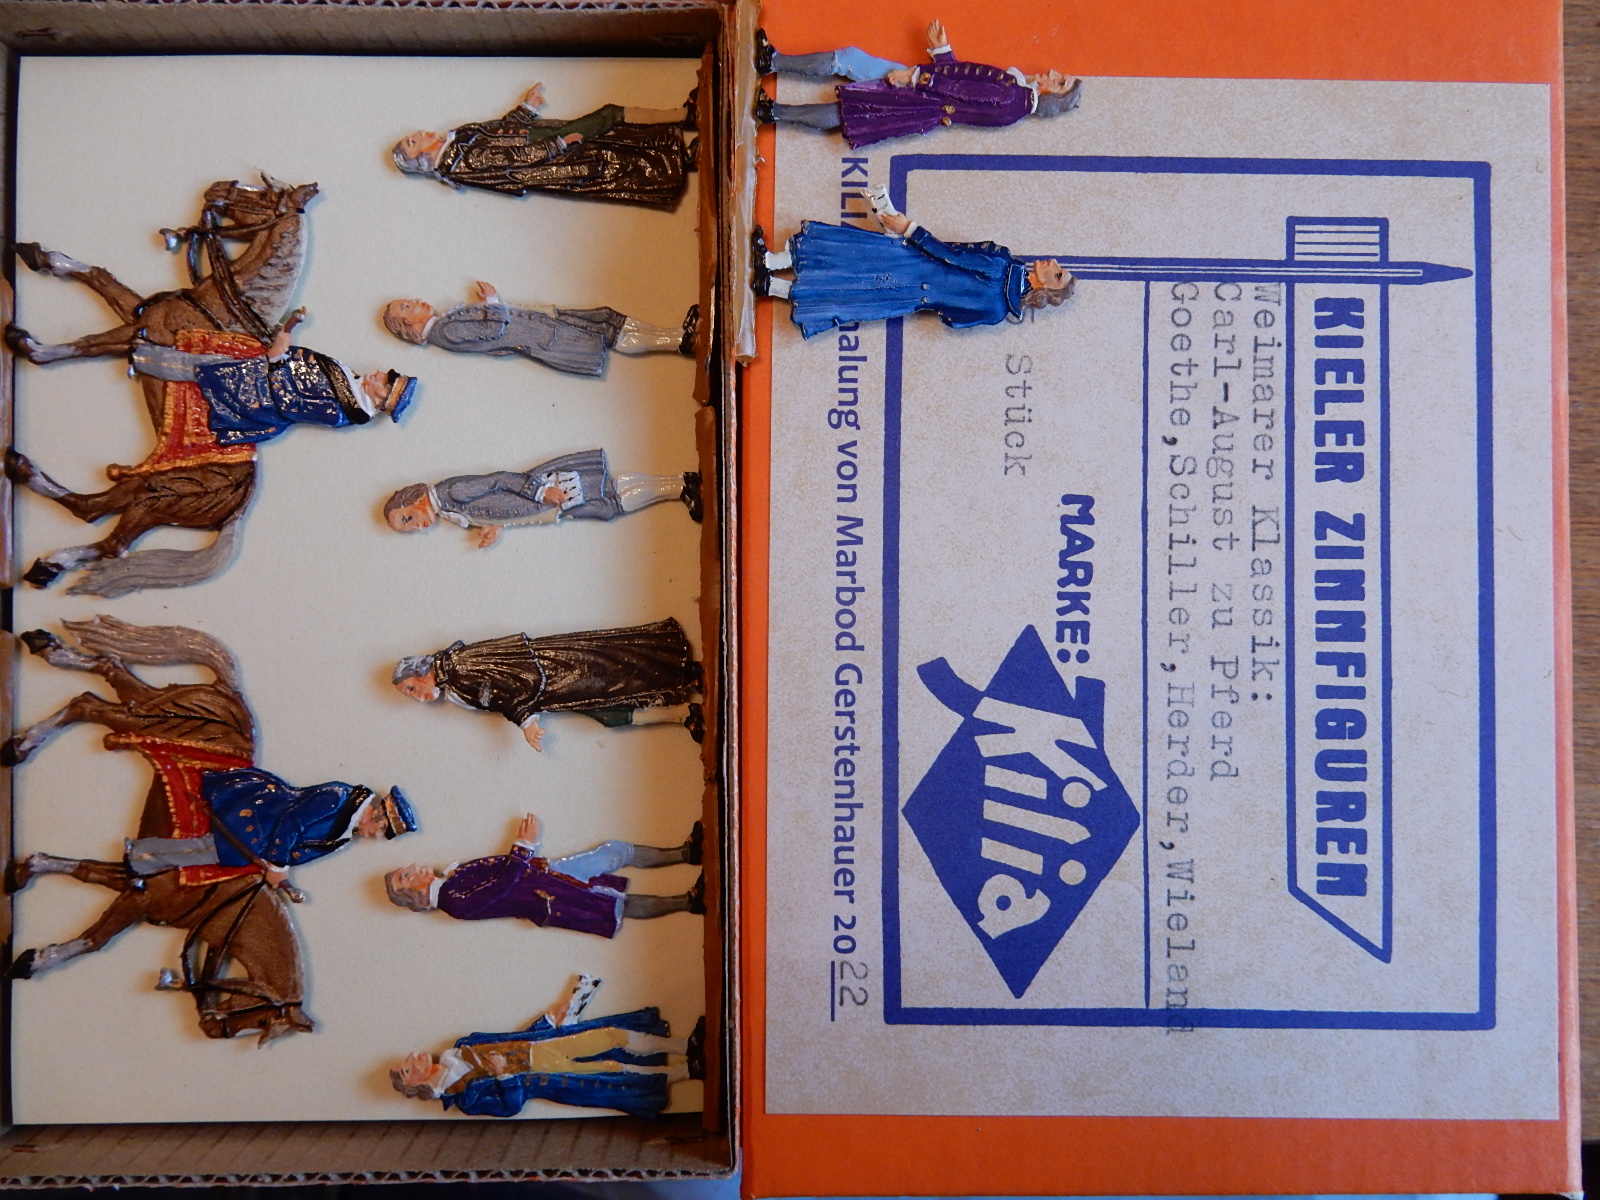 KIELER ZINNFIGUREN
Weimarer Klassik:
Carl-August zu Pferd
Goethe,Schiller,Herder,Wieland
MARKE:
Kilia
Stück
malung von Marbod Gerstenhauer 2022